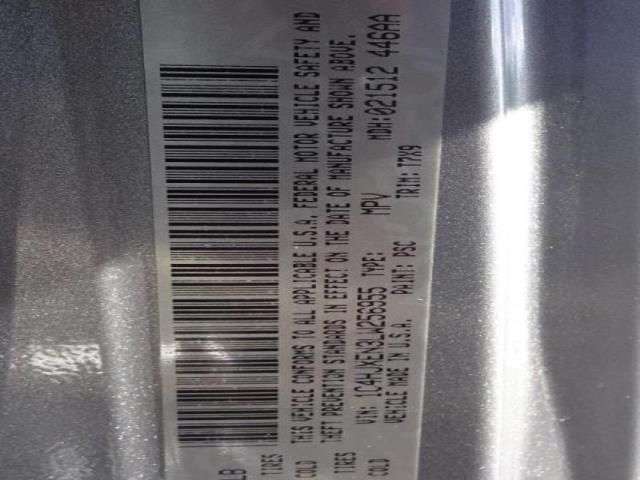 LB
TIRES
COLD
THIS VEHICLE CONFORMS TO ALL APPLICABLE U.S.A. FEDERAL MOTOR VEHICLE SAFETY AND
THEFT PREVENTION STANDARDS IN EFFECT ON THE DATE OF MANUFACTURE SHOWN ABOVE.
TIRES
COLD
VIN: 1C4HJXEN3LW256955 TYPE: MPV MDH:021512 446AA
VEHICLE MADE IN U.S.A. PAINT: PSC TRIM: T7X9